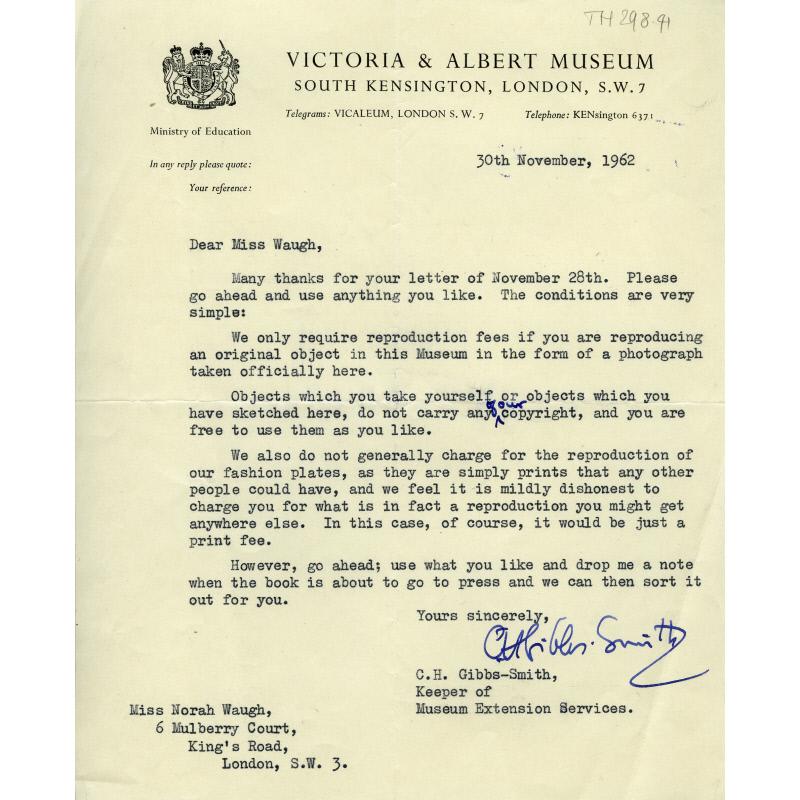 TH 298.91
VICTORIA & ALBERT MUSEUM
SOUTH KENSINGTON, LONDON, S.W. 7
Telegrams: VICALEUM, LONDON S. W. 7 Telephone: KENsington 6371
Ministry of Education
In any reply please quote:
Your reference:
30th November, 1962
Dear Miss Waugh,
Many thanks for your letter of November 28th. Please
go ahead and use anything you like. The conditions are very
simple:
We only require reproduction fees if you are reproducing
an original object in this Museum in the form of a photograph
taken officially here.
Objects which you take yourself or objects which you
have sketched here, do not carry any copyright, and you are
free to use them as you like.
We also do not generally charge for the reproduction of
our fashion plates, as they are simply prints that any other
people could have, and we feel it is mildly dishonest to
charge you for what is in fact a reproduction you might get
anywhere else. In this case, of course, it would be just a
print fee.
However, go ahead; use what you like and drop me a note
when the book is about to go to press and we can then sort it
out for you.
Yours sincerely,
CHGibbs-Smith
C.H. Gibbs-Smith,
Keeper of
Museum Extension Services.
Miss Norah Waugh,
6 Mulberry Court,
King's Road,
London, S.W. 3.